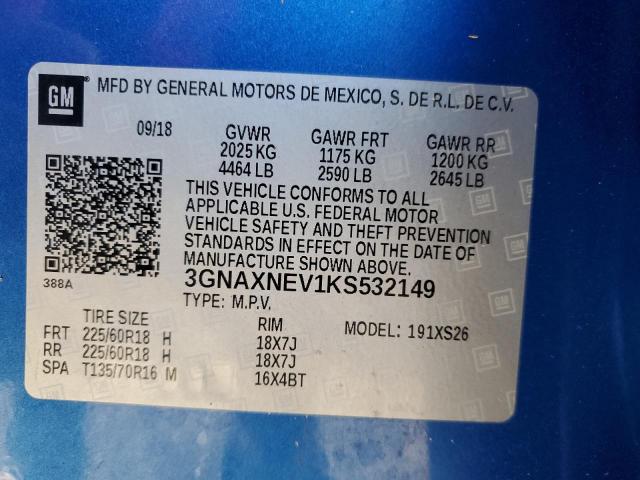 GM
MFD BY GENERAL MOTORS DE MEXICO, S. DE R.L. DE C.V.
09/18 GVWR GAWR FRT GAWR RR
2025 KG 1175 KG 1200 KG
4464 LB 2590 LB 2645 LB
THIS VEHICLE CONFORMS TO ALL
APPLICABLE U.S. FEDERAL MOTOR
VEHICLE SAFETY AND THEFT PREVENTION
STANDARDS IN EFFECT ON THE DATE OF
MANUFACTURE SHOWN ABOVE.
388A
3GNAXNEV1KS532149
TYPE: M.P.V.
TIRE SIZE RIM MODEL: 191XS26
FRT 225/60R18 H 18X7J
RR 225/60R18 H 18X7J
SPA T135/70R16 M 16X4BT